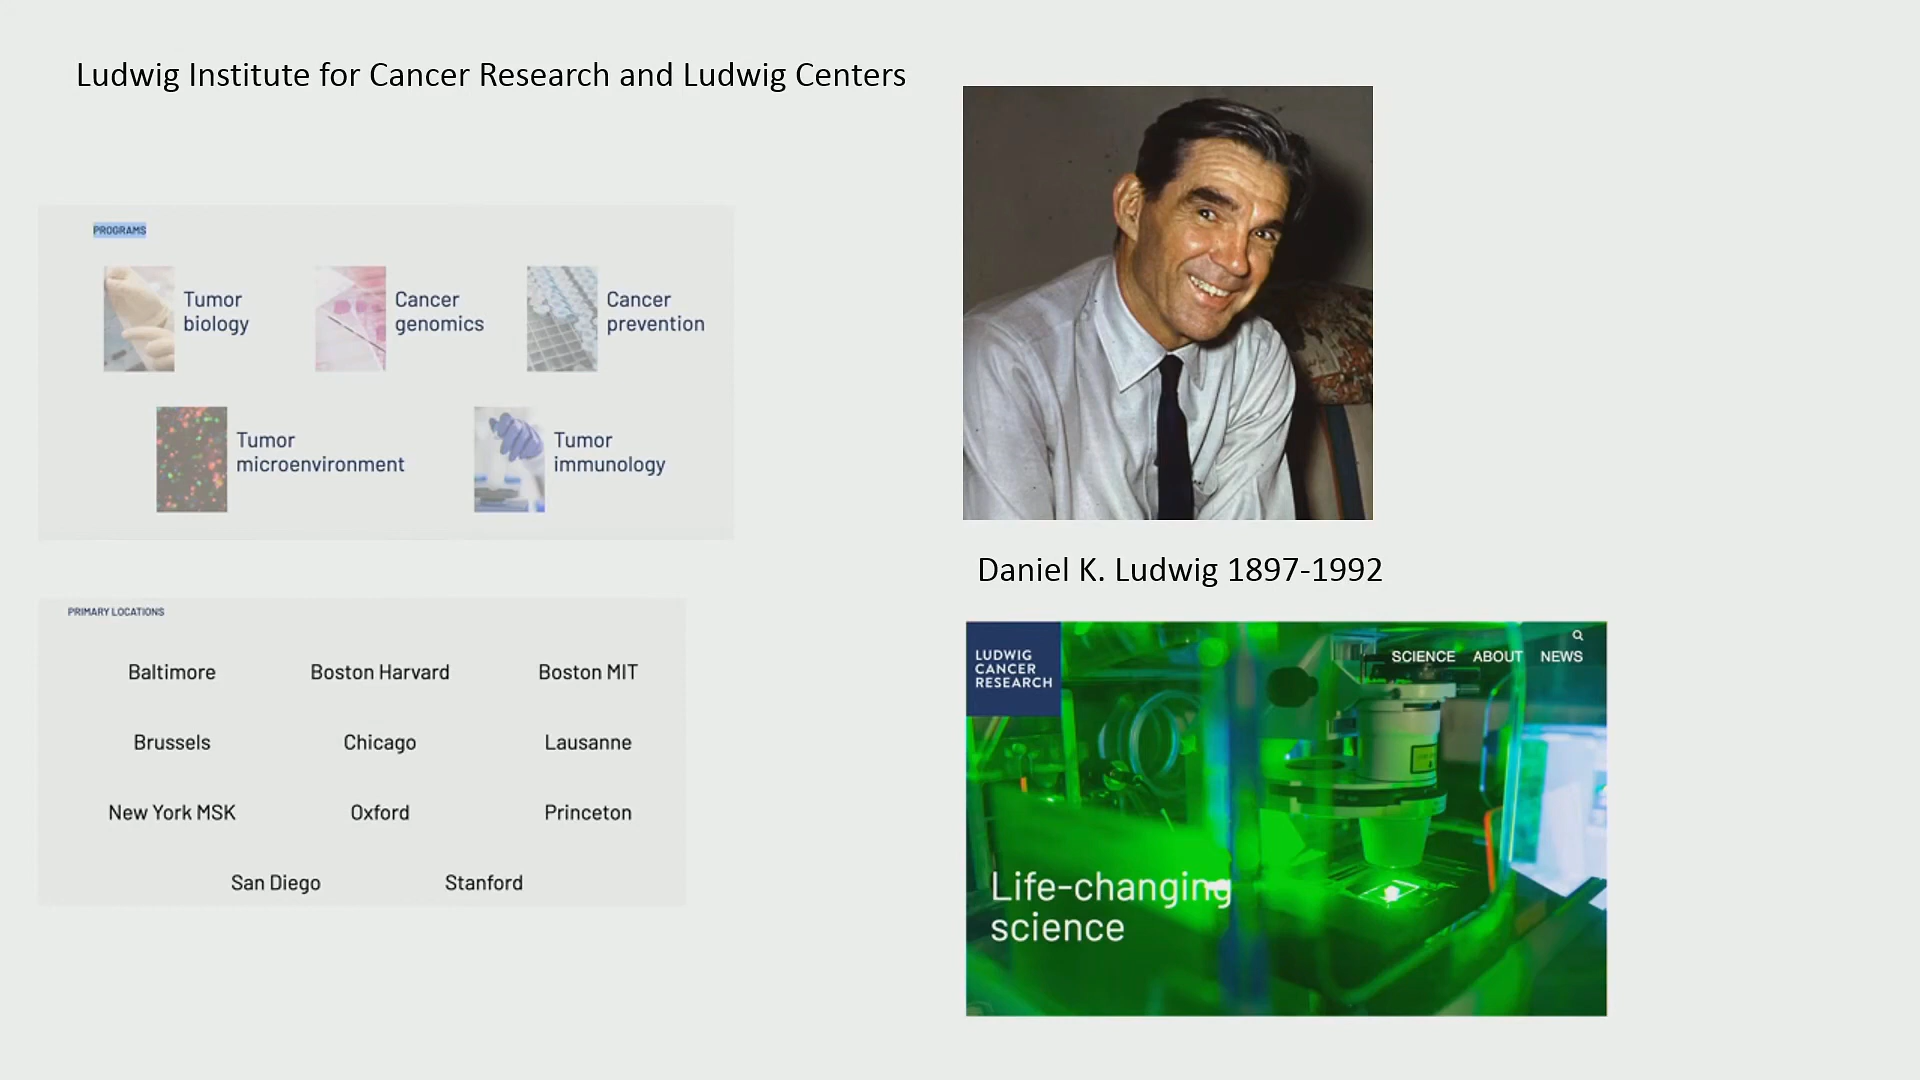 Ludwig Institute for Cancer Research and Ludwig Centers
PROGRAMS
Tumor
biology
Cancer
genomics
Cancer
prevention
Tumor
microenvironment
Tumor
immunology
PRIMARY LOCATIONS
Baltimore
Boston Harvard
Boston MIT
Brussels
Chicago
Lausanne
New York MSK
Oxford
Princeton
San Diego
Stanford
Daniel K. Ludwig 1897-1992
LUDWIG
CANCER
RESEARCH
SCIENCE ABOUT NEWS
Life-changing
science